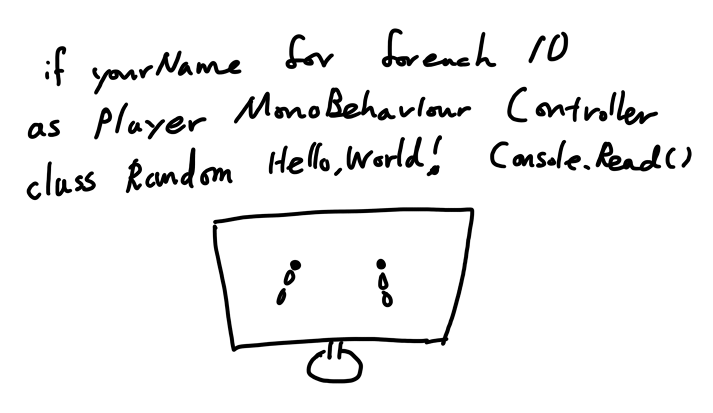 if yourName for foreach 10
as Player MonoBehaviour Controller
class Random Hello,World! Console.Read()